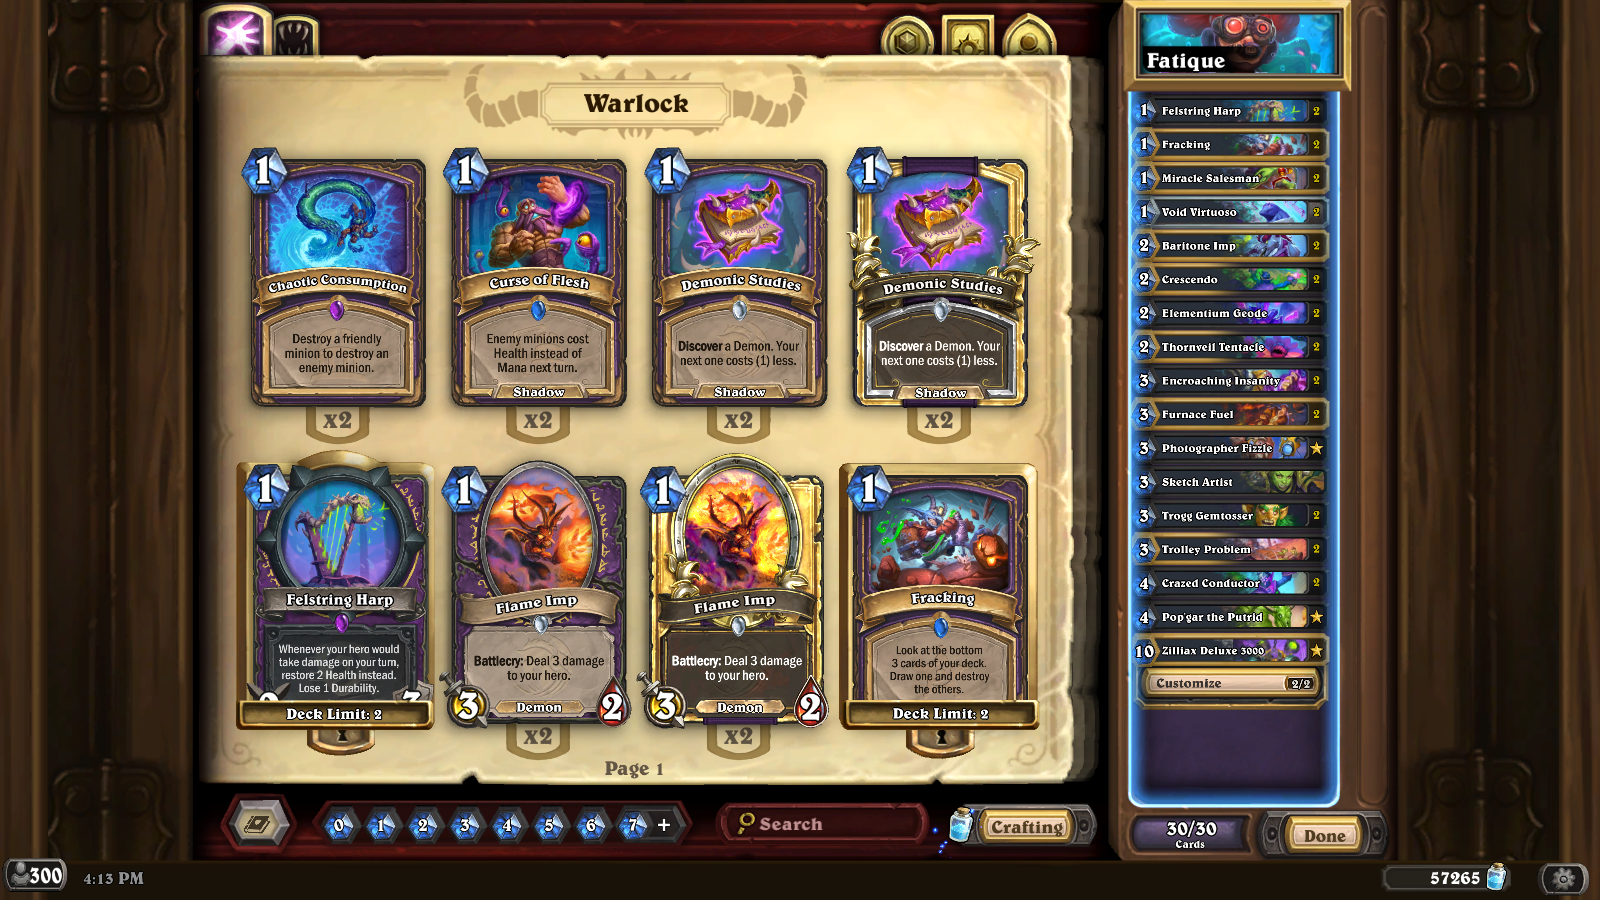 Warlock
1
Chaotic Consumption
Destroy a friendly
minion to destroy an
enemy minion.
x2
1
Curse of Flesh
Enemy minions cost
Health instead of
Mana next turn.
Shadow
x2
1
Demonic Studies
Discover a Demon. Your
next one costs (1) less.
Shadow
x2
1
Demonic Studies
Discover a Demon. Your
next one costs (1) less.
Shadow
x2
1
Felstring Harp
Whenever your hero would
take damage on your turn,
restore 2 Health instead.
Lose 1 Durability.
Deck Limit: 2
1
Flame Imp
Battlecry: Deal 3 damage
to your hero.
3
Demon
2
x2
1
Flame Imp
Battlecry: Deal 3 damage
to your hero.
3
Demon
2
x2
1
Fracking
Look at the bottom
3 cards of your deck.
Draw one and destroy
the others.
Deck Limit: 2
Page 1
0 1 2 3 4 5 6 7 +
Search
Crafting
Fatique
1 Felstring Harp 2
1 Fracking 2
1 Miracle Salesman 2
1 Void Virtuoso 2
2 Baritone Imp 2
2 Crescendo 2
2 Elementium Geode 2
2 Thornveil Tentacle 2
3 Encroaching Insanity 2
3 Furnace Fuel 2
3 Photographer Fizzle
3 Sketch Artist
3 Trogg Gemtosser 2
3 Trolley Problem 2
4 Crazed Conductor 2
4 Pop'gar the Putrid
10 Zilliax Deluxe 3000
Customize 2/2
30/30
Cards
Done
300
4:13 PM
57265